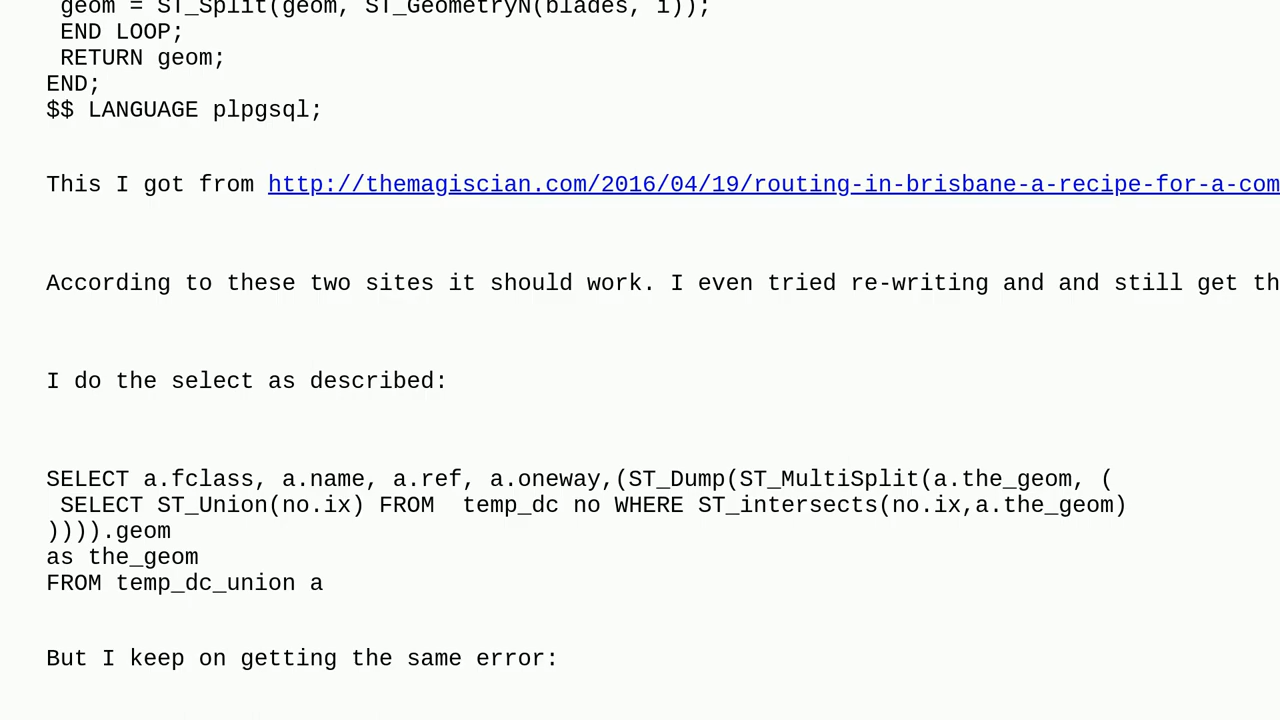 geom = ST_Split(geom, ST_GeometryN(blades, i));
END LOOP;
RETURN geom;
END;
$$ LANGUAGE plpgsql;
This I got from http://themagiscian.com/2016/04/19/routing-in-brisbane-a-recipe-for-a-com
According to these two sites it should work. I even tried re-writing and and still get th
I do the select as described:
SELECT a.fclass, a.name, a.ref, a.oneway,(ST_Dump(ST_MultiSplit(a.the_geom, (
SELECT ST_Union(no.ix) FROM  temp_dc no WHERE ST_intersects(no.ix,a.the_geom)
)))).geom
as the_geom
FROM temp_dc_union a
But I keep on getting the same error: